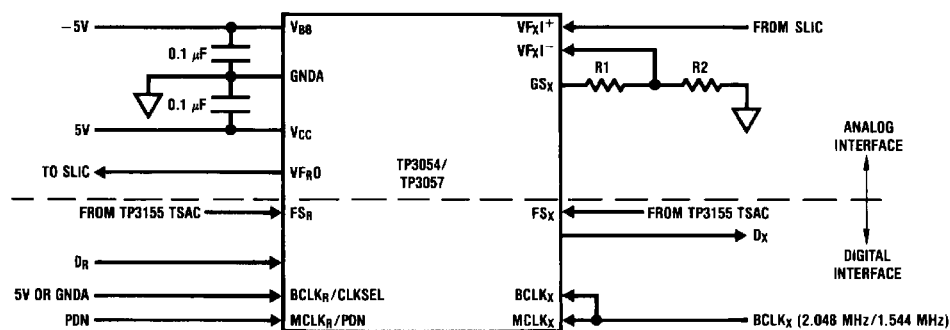 −5V
VBB
VFXI+
FROM SLIC
0.1 μF
VFXI−
GNDA
R1
R2
GSX
0.1 μF
5V
VCC
ANALOG
INTERFACE
TO SLIC
VFRO
TP3054/
TP3057
FROM TP3155 TSAC
FSR
FSX
FROM TP3155 TSAC
DX
DR
DIGITAL
INTERFACE
5V OR GNDA
BCLKR/CLKSEL
BCLKX
PDN
MCLKR/PDN
MCLKX
BCLKX (2.048 MHz/1.544 MHz)